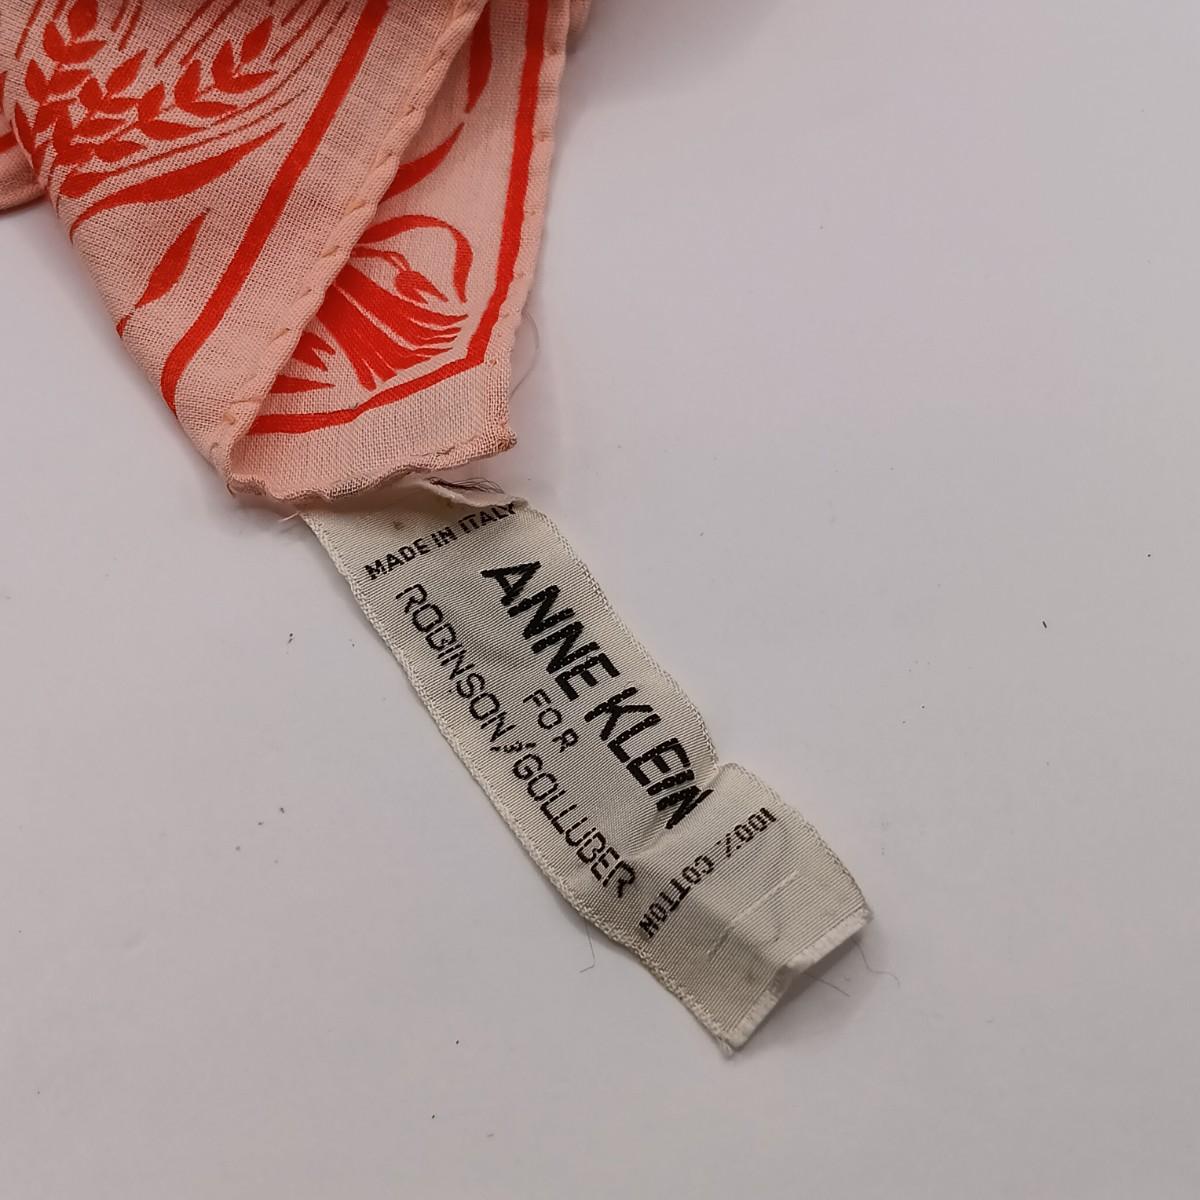 MADE IN ITALY
ANNE KLEIN
FOR
ROBINSON & GOLLUBER
100% COTTON